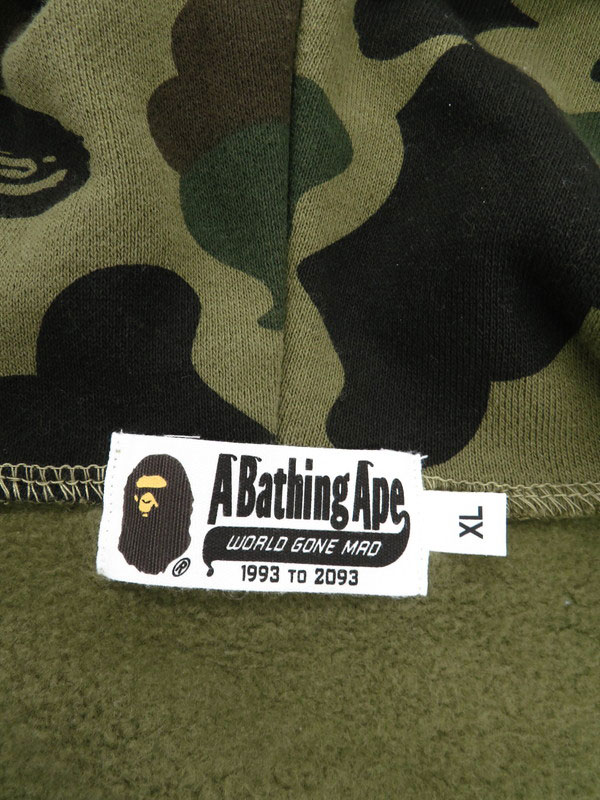 A Bathing Ape
WORLD GONE MAD
®
1993 TO 2093
XL